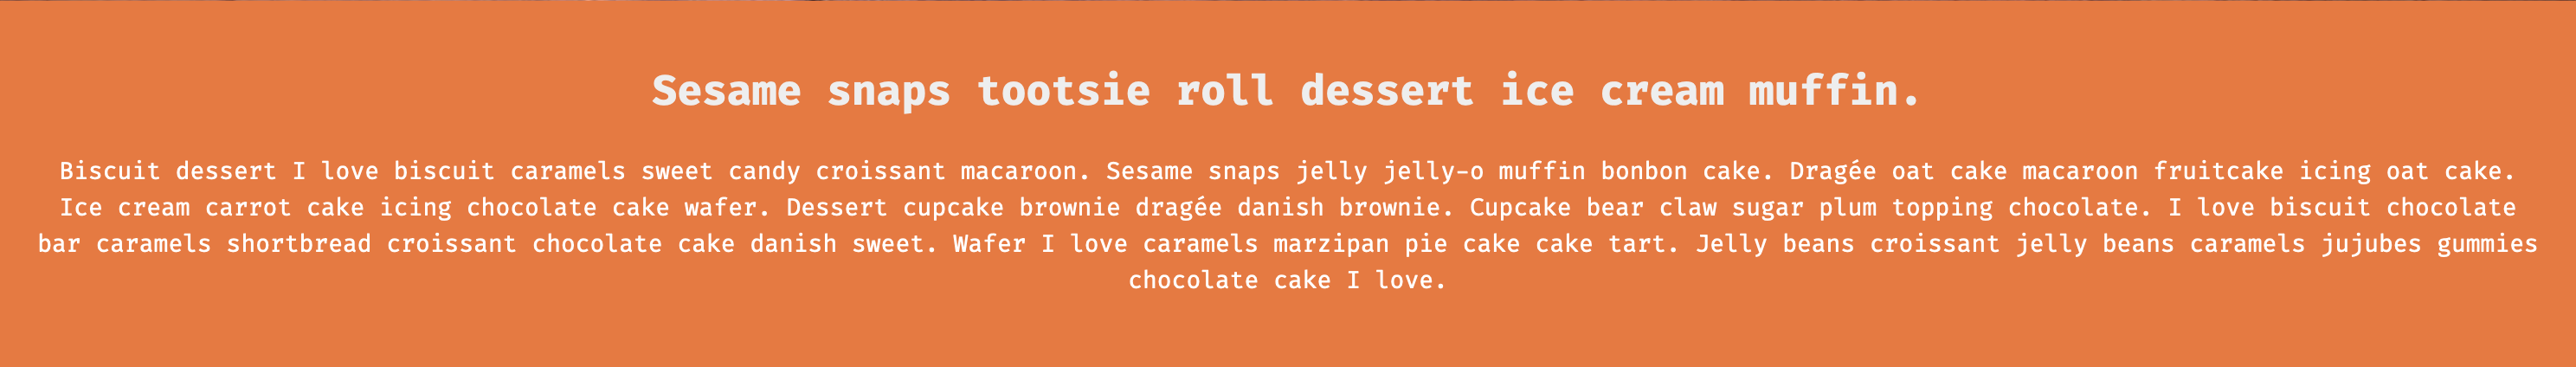 Sesame snaps tootsie roll dessert ice cream muffin.
Biscuit dessert I love biscuit caramels sweet candy croissant macaroon. Sesame snaps jelly jelly-o muffin bonbon cake. Dragée oat cake macaroon fruitcake icing oat cake.
Ice cream carrot cake icing chocolate cake wafer. Dessert cupcake brownie dragée danish brownie. Cupcake bear claw sugar plum topping chocolate. I love biscuit chocolate
bar caramels shortbread croissant chocolate cake danish sweet. Wafer I love caramels marzipan pie cake cake tart. Jelly beans croissant jelly beans caramels jujubes gummies
chocolate cake I love.